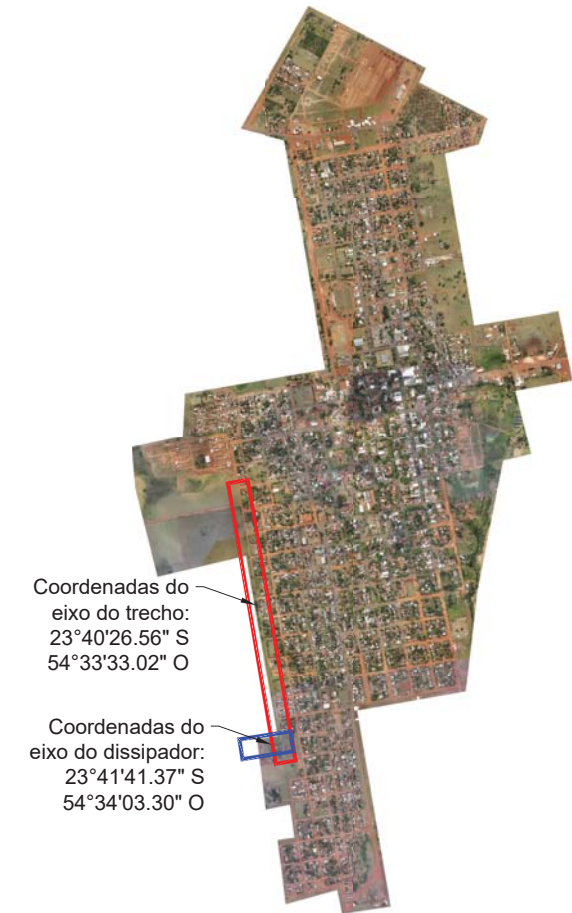 Coordenadas do
eixo do trecho:
23°40'26.56" S
54°33'33.02" O
Coordenadas do
eixo do dissipador:
23°41'41.37" S
54°34'03.30" O